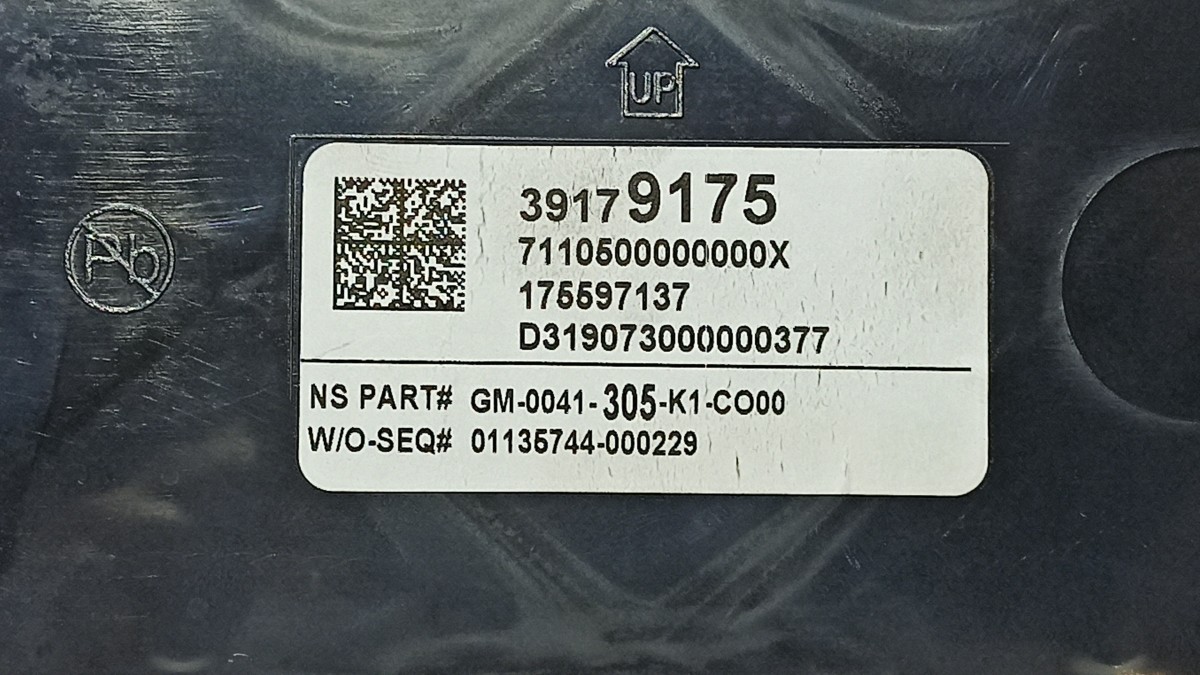 UP
Pb
39179175
7110500000000X
175597137
D319073000000377
NS PART# GM-0041-305-K1-CO00
W/O-SEQ# 01135744-000229